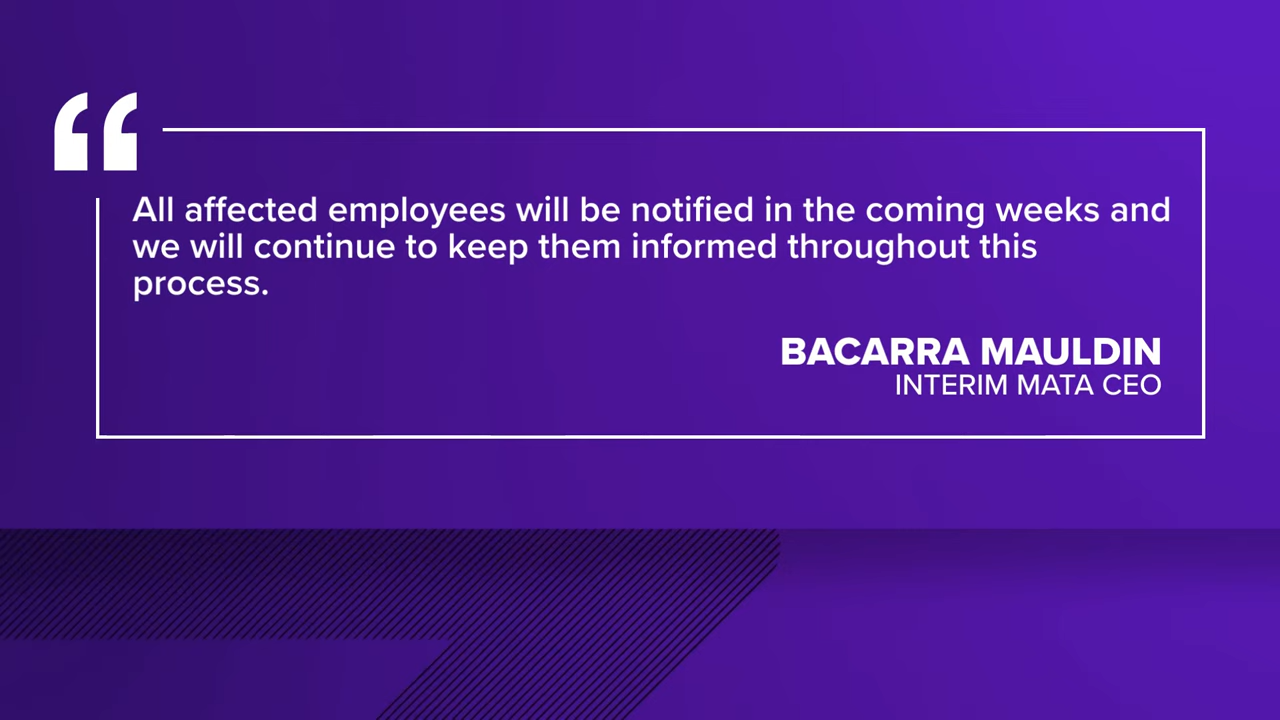 All affected employees will be notified in the coming weeks and
we will continue to keep them informed throughout this
process.
BACARRA MAULDIN
INTERIM MATA CEO